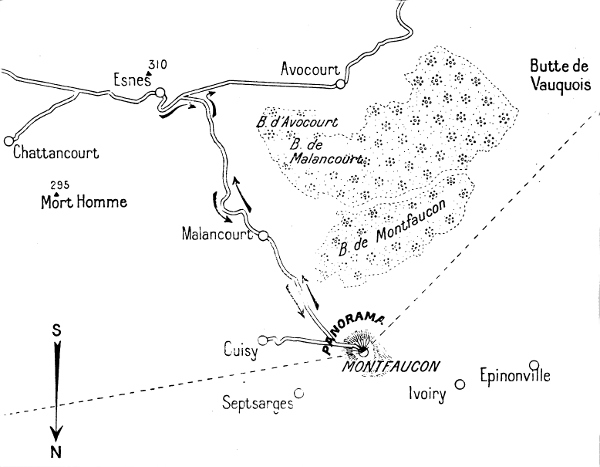 310
Esnes
Avocourt
Butte de
Vauquois
B. d'Avocourt
B. de
Malancourt
Chattancourt
295
Mort Homme
B. de Montfaucon
Malancourt
PANORAMA
S
Cuisy
MONTFAUCON
Epinonville
Ivoiry
Septsarges
N